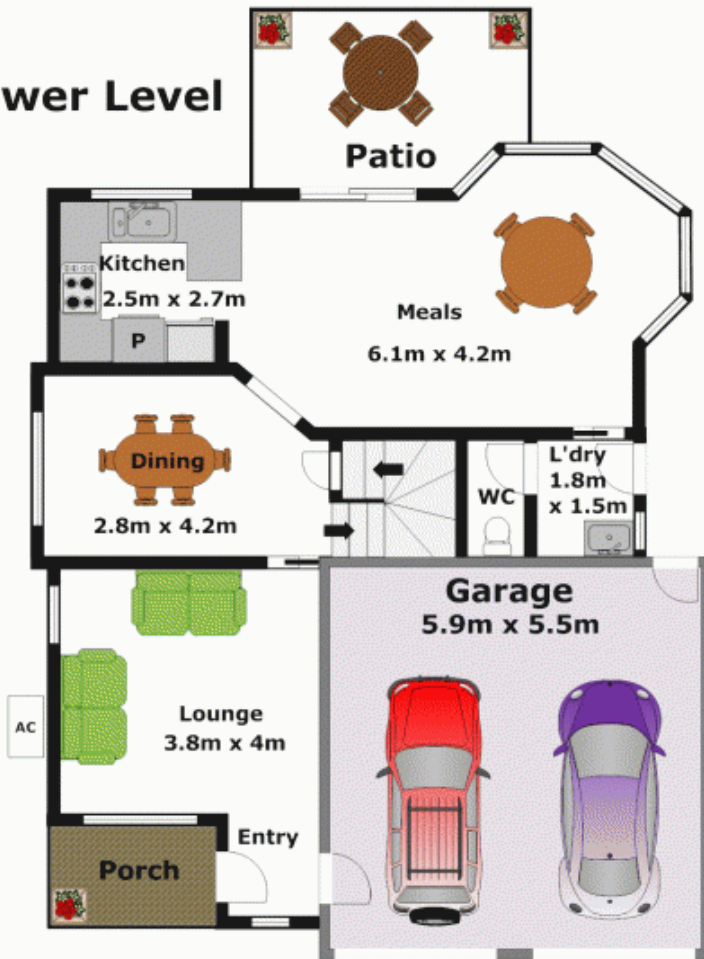 wer Level
Patio
Kitchen
2.5m x 2.7m
P
Meals
6.1m x 4.2m
Dining
2.8m x 4.2m
WC
L'dry
1.8m
x 1.5m
Garage
5.9m x 5.5m
AC
Lounge
3.8m x 4m
Entry
Porch